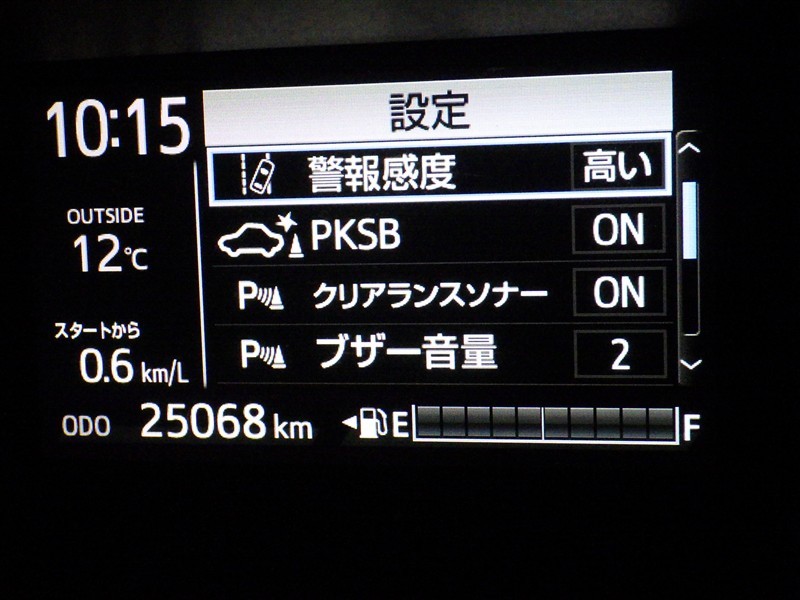 10:15
設定
警報感度 高い
OUTSIDE
12℃
PKSB ON
P クリアランスソナー ON
スタートから
0.6 km/L
P ブザー音量 2
ODO 25068 km
E F